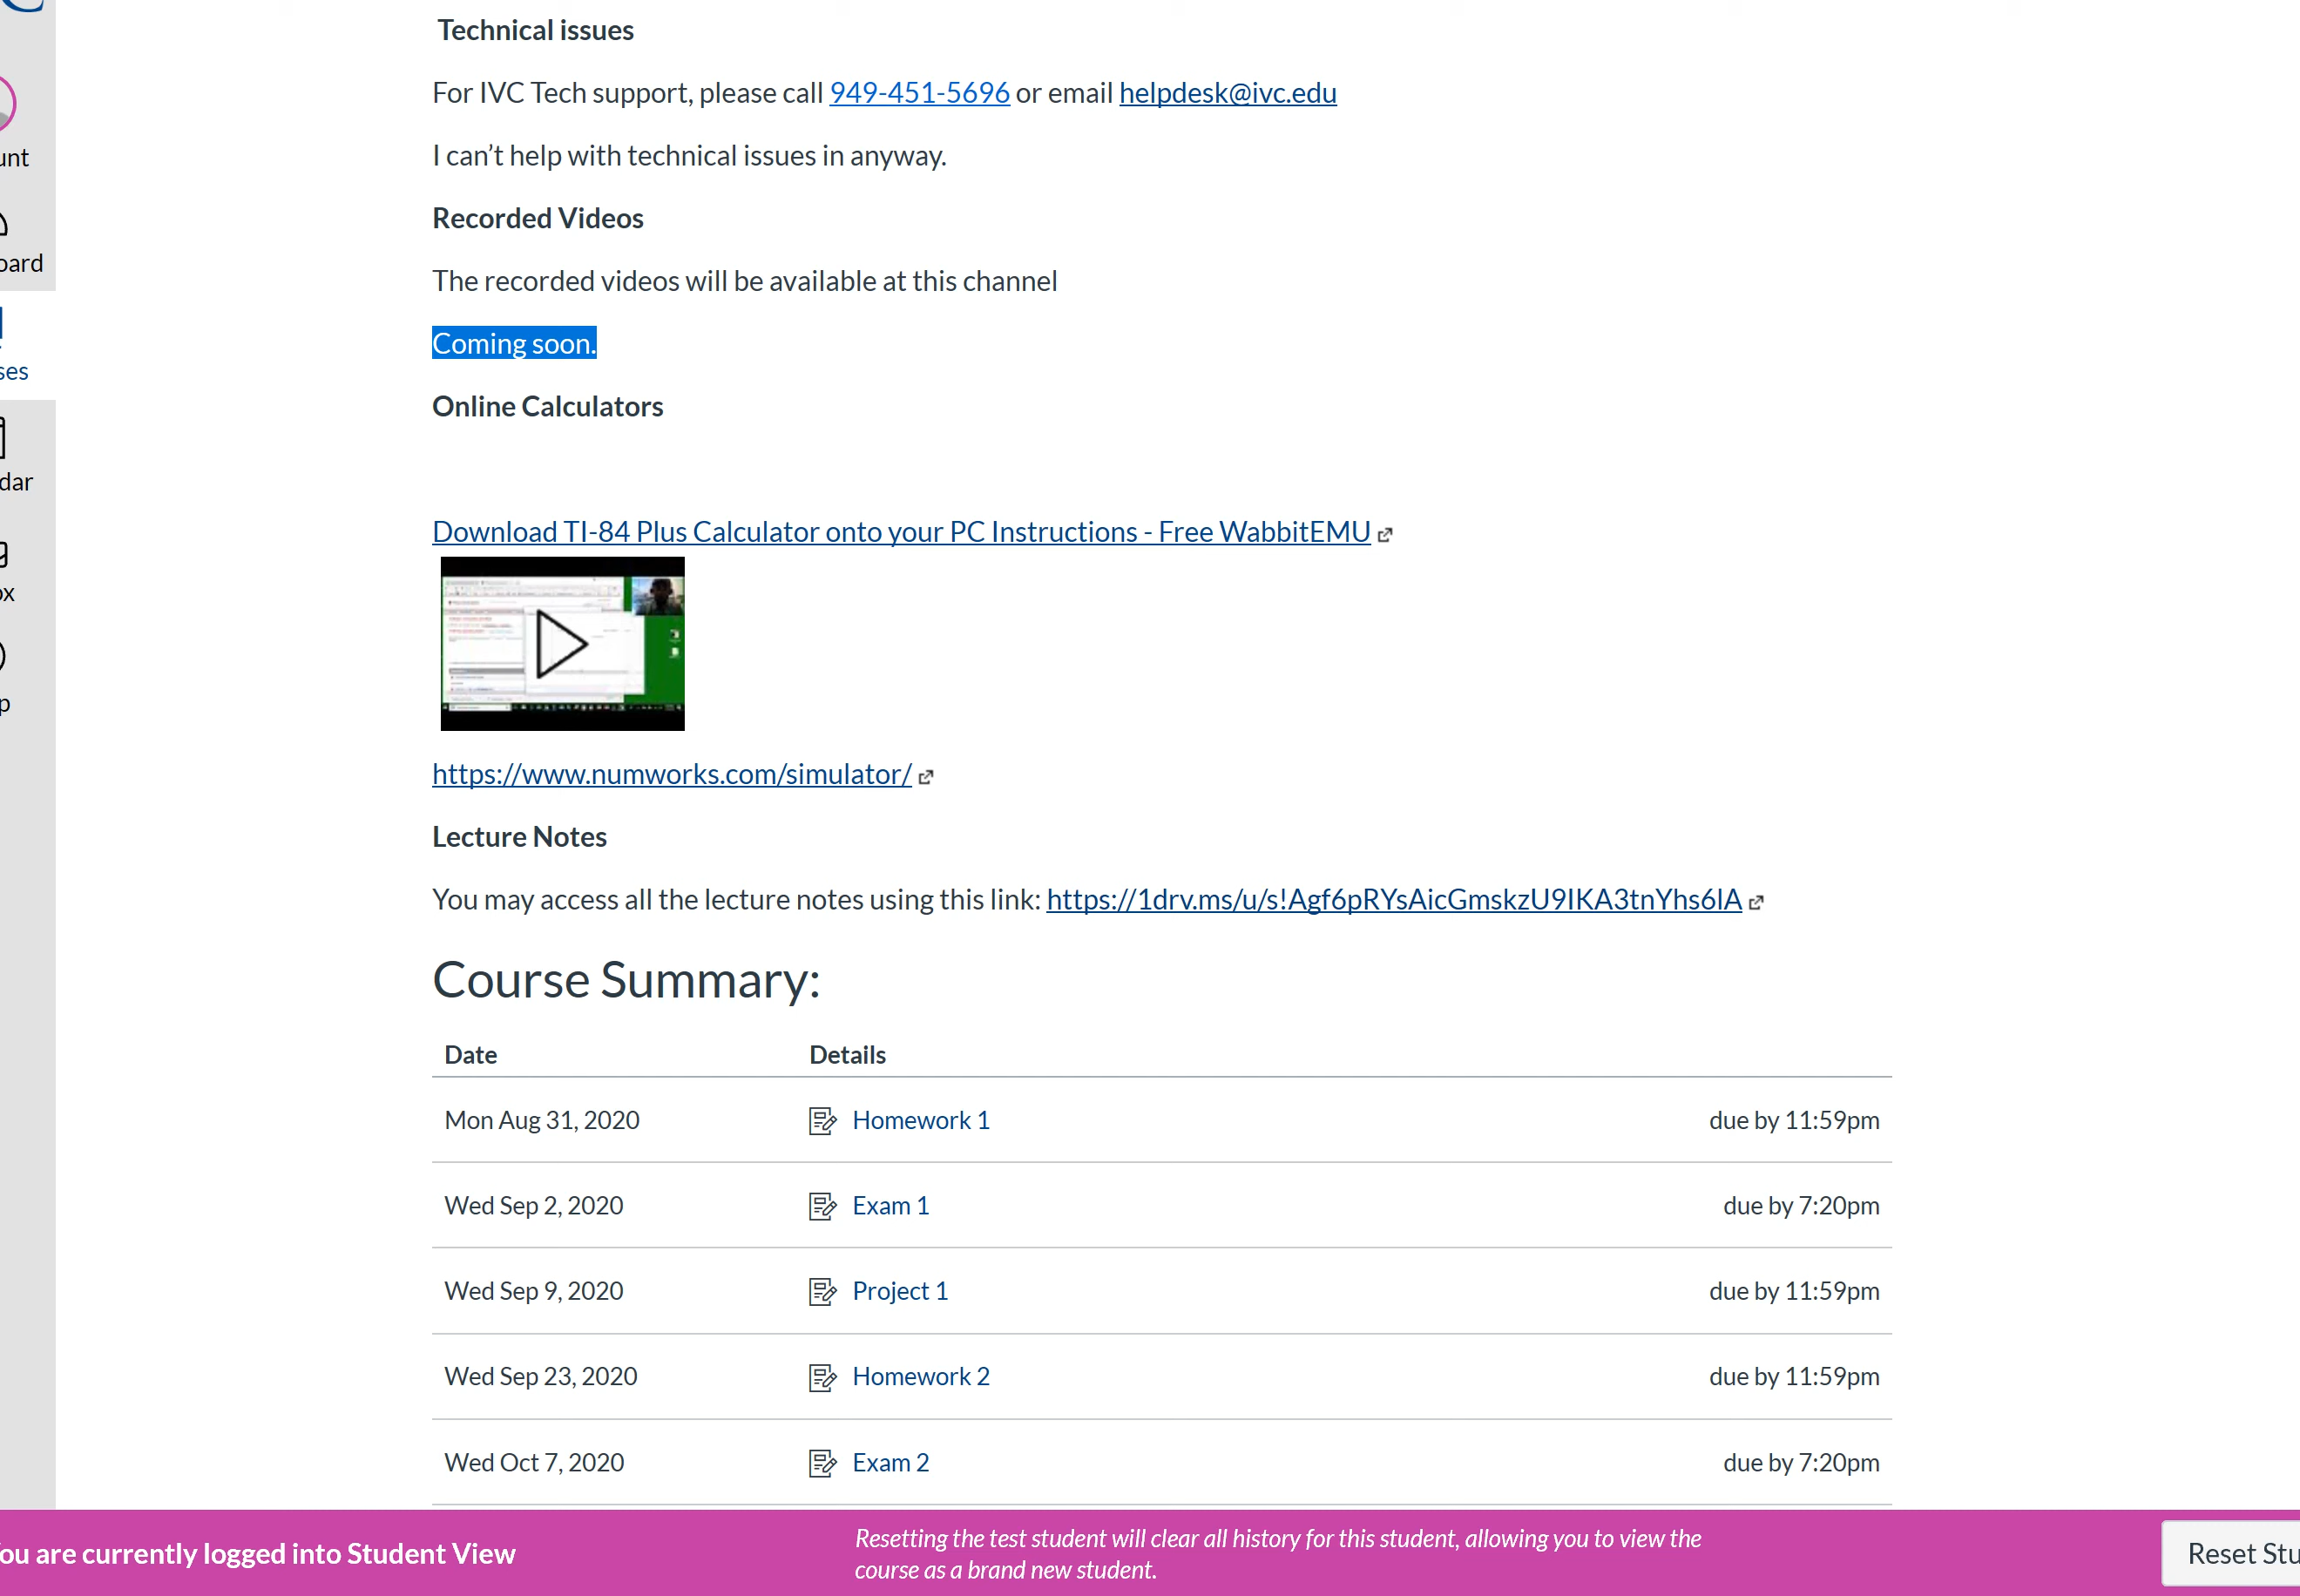 Technical issues
For IVC Tech support, please call 949-451-5696 or email helpdesk@ivc.edu
unt
I can’t help with technical issues in anyway.
Recorded Videos
oard
The recorded videos will be available at this channel
Coming soon.
ses
Online Calculators
dar
Download TI-84 Plus Calculator onto your PC Instructions - Free WabbitEMU
ox
p
https://www.numworks.com/simulator/
Lecture Notes
You may access all the lecture notes using this link: https://1drv.ms/u/s!Agf6pRYsAicGmskzU9IKA3tnYhs6lA
Course Summary:
Date Details
Mon Aug 31, 2020 Homework 1 due by 11:59pm
Wed Sep 2, 2020 Exam 1 due by 7:20pm
Wed Sep 9, 2020 Project 1 due by 11:59pm
Wed Sep 23, 2020 Homework 2 due by 11:59pm
Wed Oct 7, 2020 Exam 2 due by 7:20pm
ou are currently logged into Student View
Resetting the test student will clear all history for this student, allowing you to view the
course as a brand new student.
Reset Stu